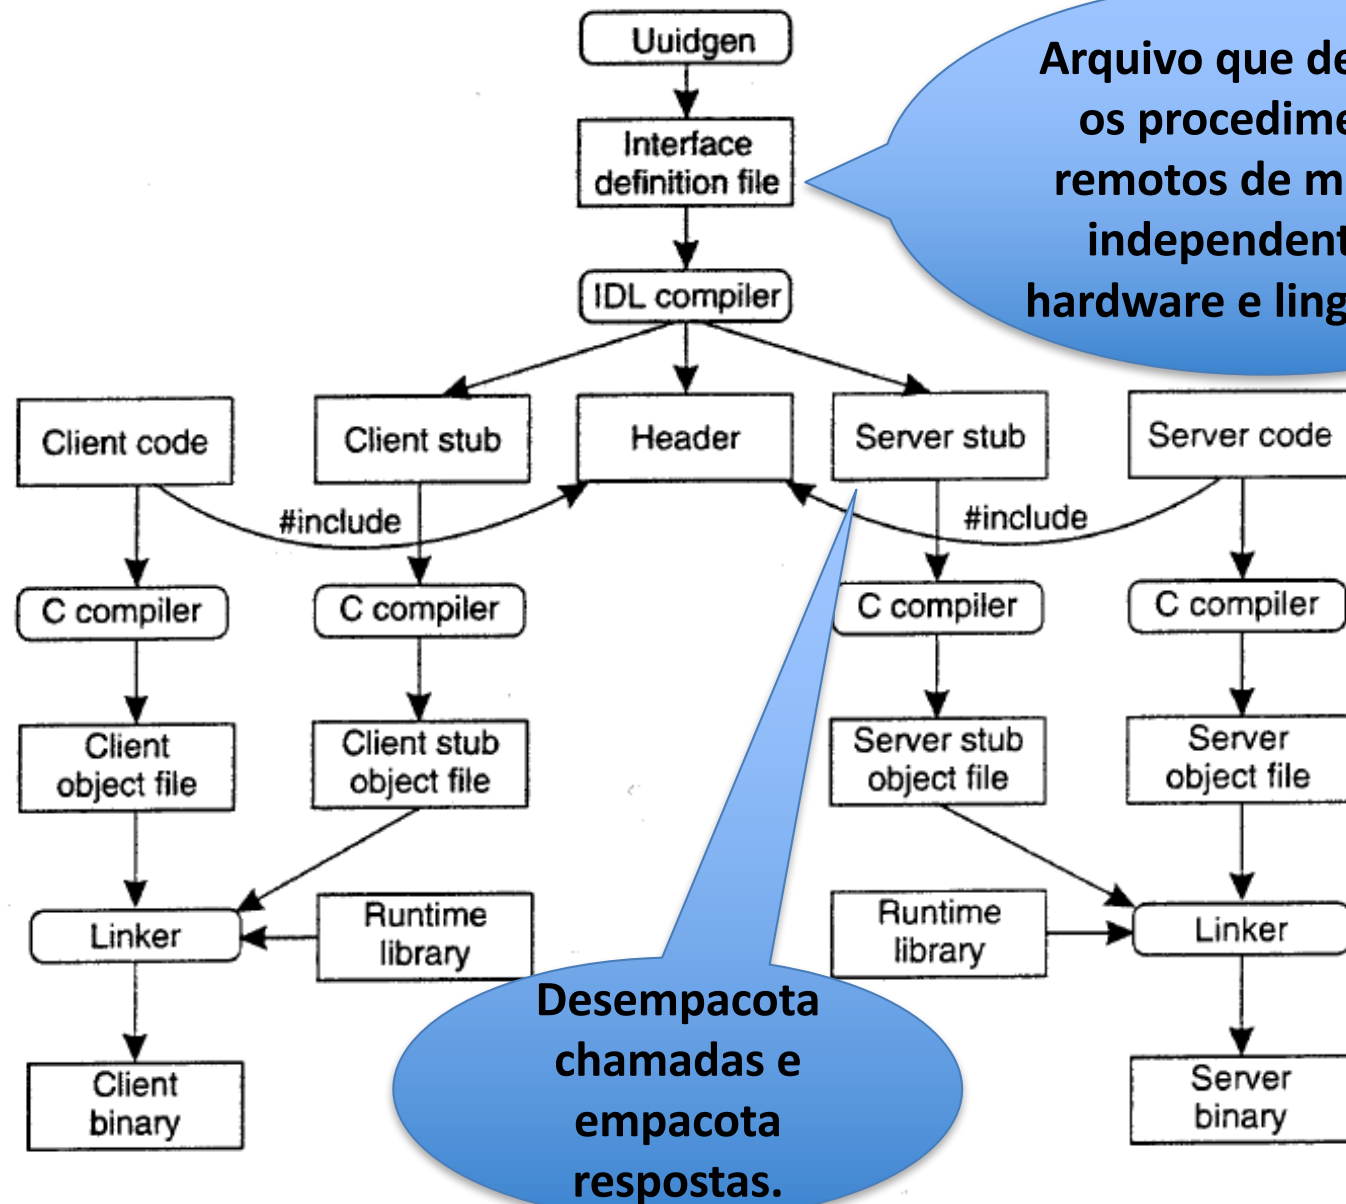 Uuidgen
Interface
definition file
Arquivo que de
os procedime
remotos de m
independent
hardware e ling
IDL compiler
Client code
Client stub
Header
Server stub
Server code
#include
#include
C compiler
C compiler
C compiler
C compiler
Client
object file
Client stub
object file
Server stub
object file
Server
object file
Linker
Runtime
library
Runtime
library
Linker
Desempacota
chamadas e
empacota
respostas.
Client
binary
Server
binary